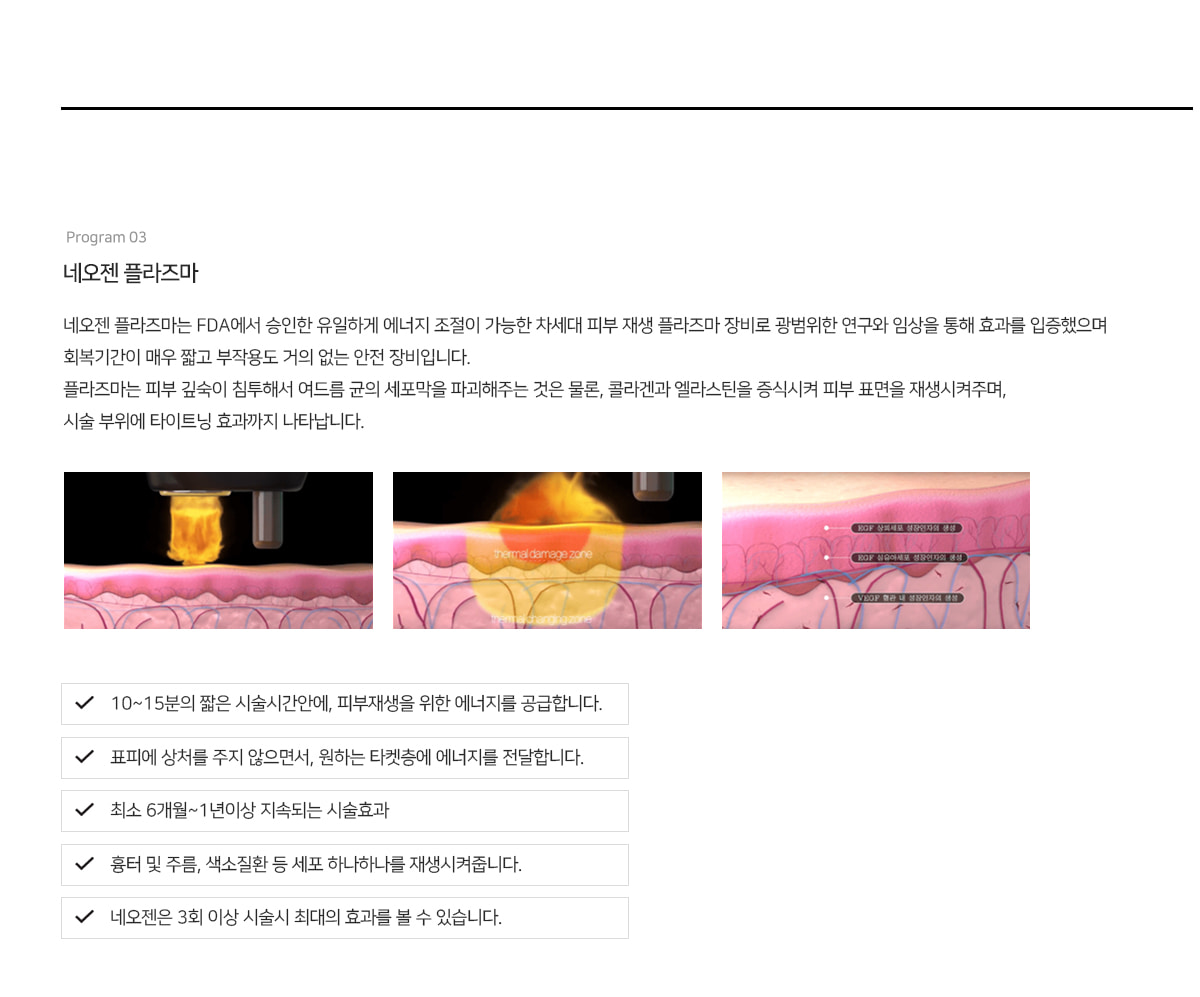 Program 03
네오젠 플라즈마
네오젠 플라즈마는 FDA에서 승인한 유일하게 에너지 조절이 가능한 차세대 피부 재생 플라즈마 장비로 광범위한 연구와 임상을 통해 효과를 입증했으며
회복기간이 매우 짧고 부작용도 거의 없는 안전 장비입니다.
플라즈마는 피부 깊숙이 침투해서 여드름 균의 세포막을 파괴해주는 것은 물론, 콜라겐과 엘라스틴을 증식시켜 피부 표면을 재생시켜주며,
시술 부위에 타이트닝 효과까지 나타납니다.
thermal damage zone
thermal changing zone
EGF 상피세포 성장인자의 생성
EGF 섬유아세포 성장인자의 생성
VEGF 혈관 내 성장인자의 생성
10~15분의 짧은 시술시간안에, 피부재생을 위한 에너지를 공급합니다.
표피에 상처를 주지 않으면서, 원하는 타켓층에 에너지를 전달합니다.
최소 6개월~1년이상 지속되는 시술효과
흉터 및 주름, 색소질환 등 세포 하나하나를 재생시켜줍니다.
네오젠은 3회 이상 시술시 최대의 효과를 볼 수 있습니다.